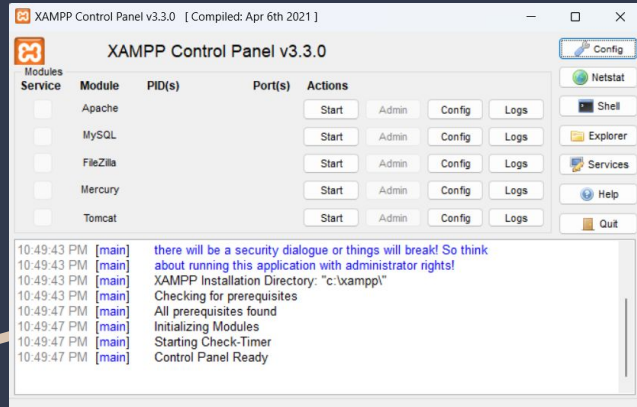 XAMPP Control Panel v3.3.0 [ Compiled: Apr 6th 2021 ]
XAMPP Control Panel v3.3.0
Config
Modules
Service Module PID(s) Port(s) Actions
Netstat
Apache Start Admin Config Logs
Shell
MySQL Start Admin Config Logs
Explorer
FileZilla Start Admin Config Logs
Services
Mercury Start Admin Config Logs
Help
Tomcat Start Admin Config Logs
Quit
10:49:43 PM [main] there will be a security dialogue or things will break! So think
10:49:43 PM [main] about running this application with administrator rights!
10:49:43 PM [main] XAMPP Installation Directory: "c:\xampp\"
10:49:43 PM [main] Checking for prerequisites
10:49:47 PM [main] All prerequisites found
10:49:47 PM [main] Initializing Modules
10:49:47 PM [main] Starting Check-Timer
10:49:47 PM [main] Control Panel Ready